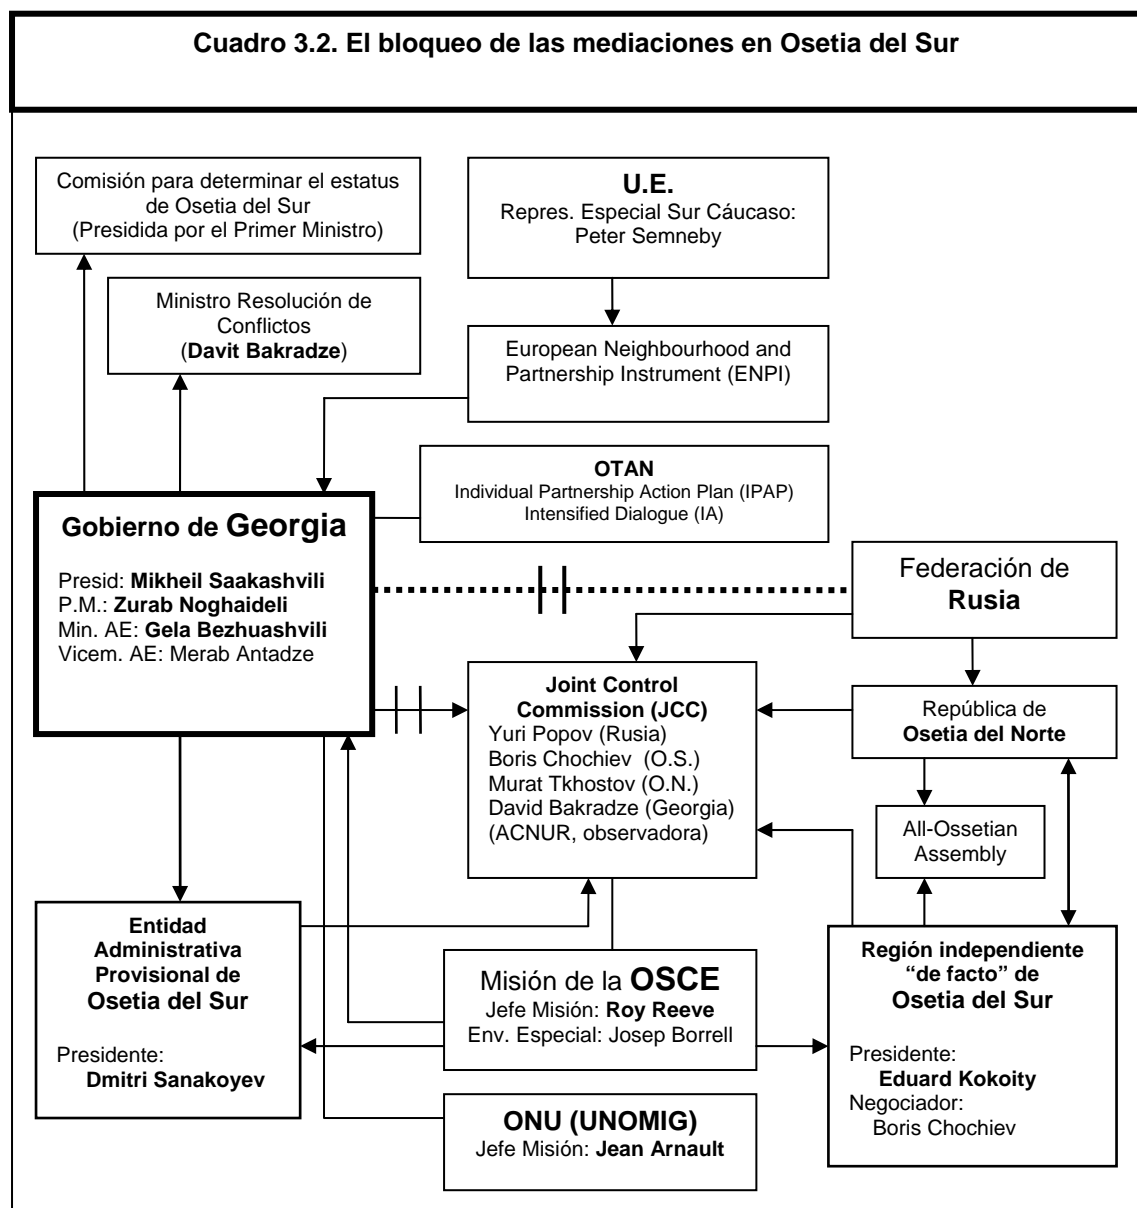 Cuadro 3.2. El bloqueo de las mediaciones en Osetia del Sur
Comisión para determinar el estatus
de Osetia del Sur
(Presidida por el Primer Ministro)
U.E.
Repres. Especial Sur Cáucaso:
Peter Semneby
Ministro Resolución de
Conflictos
(Davit Bakradze)
European Neighbourhood and
Partnership Instrument (ENPI)
OTAN
Individual Partnership Action Plan (IPAP)
Intensified Dialogue (IA)
Gobierno de Georgia
Presid: Mikheil Saakashvili
P.M.: Zurab Noghaideli
Min. AE: Gela Bezhuashvili
Vicem. AE: Merab Antadze
Federación de
Rusia
Joint Control
Commission (JCC)
Yuri Popov (Rusia)
Boris Chochiev (O.S.)
Murat Tkhostov (O.N.)
David Bakradze (Georgia)
(ACNUR, observadora)
República de
Osetia del Norte
All-Ossetian
Assembly
Entidad
Administrativa
Provisional de
Osetia del Sur
Presidente:
Dmitri Sanakoyev
Misión de la OSCE
Jefe Misión: Roy Reeve
Env. Especial: Josep Borrell
Región independiente
“de facto” de
Osetia del Sur
Presidente:
Eduard Kokoity
Negociador:
Boris Chochiev
ONU (UNOMIG)
Jefe Misión: Jean Arnault